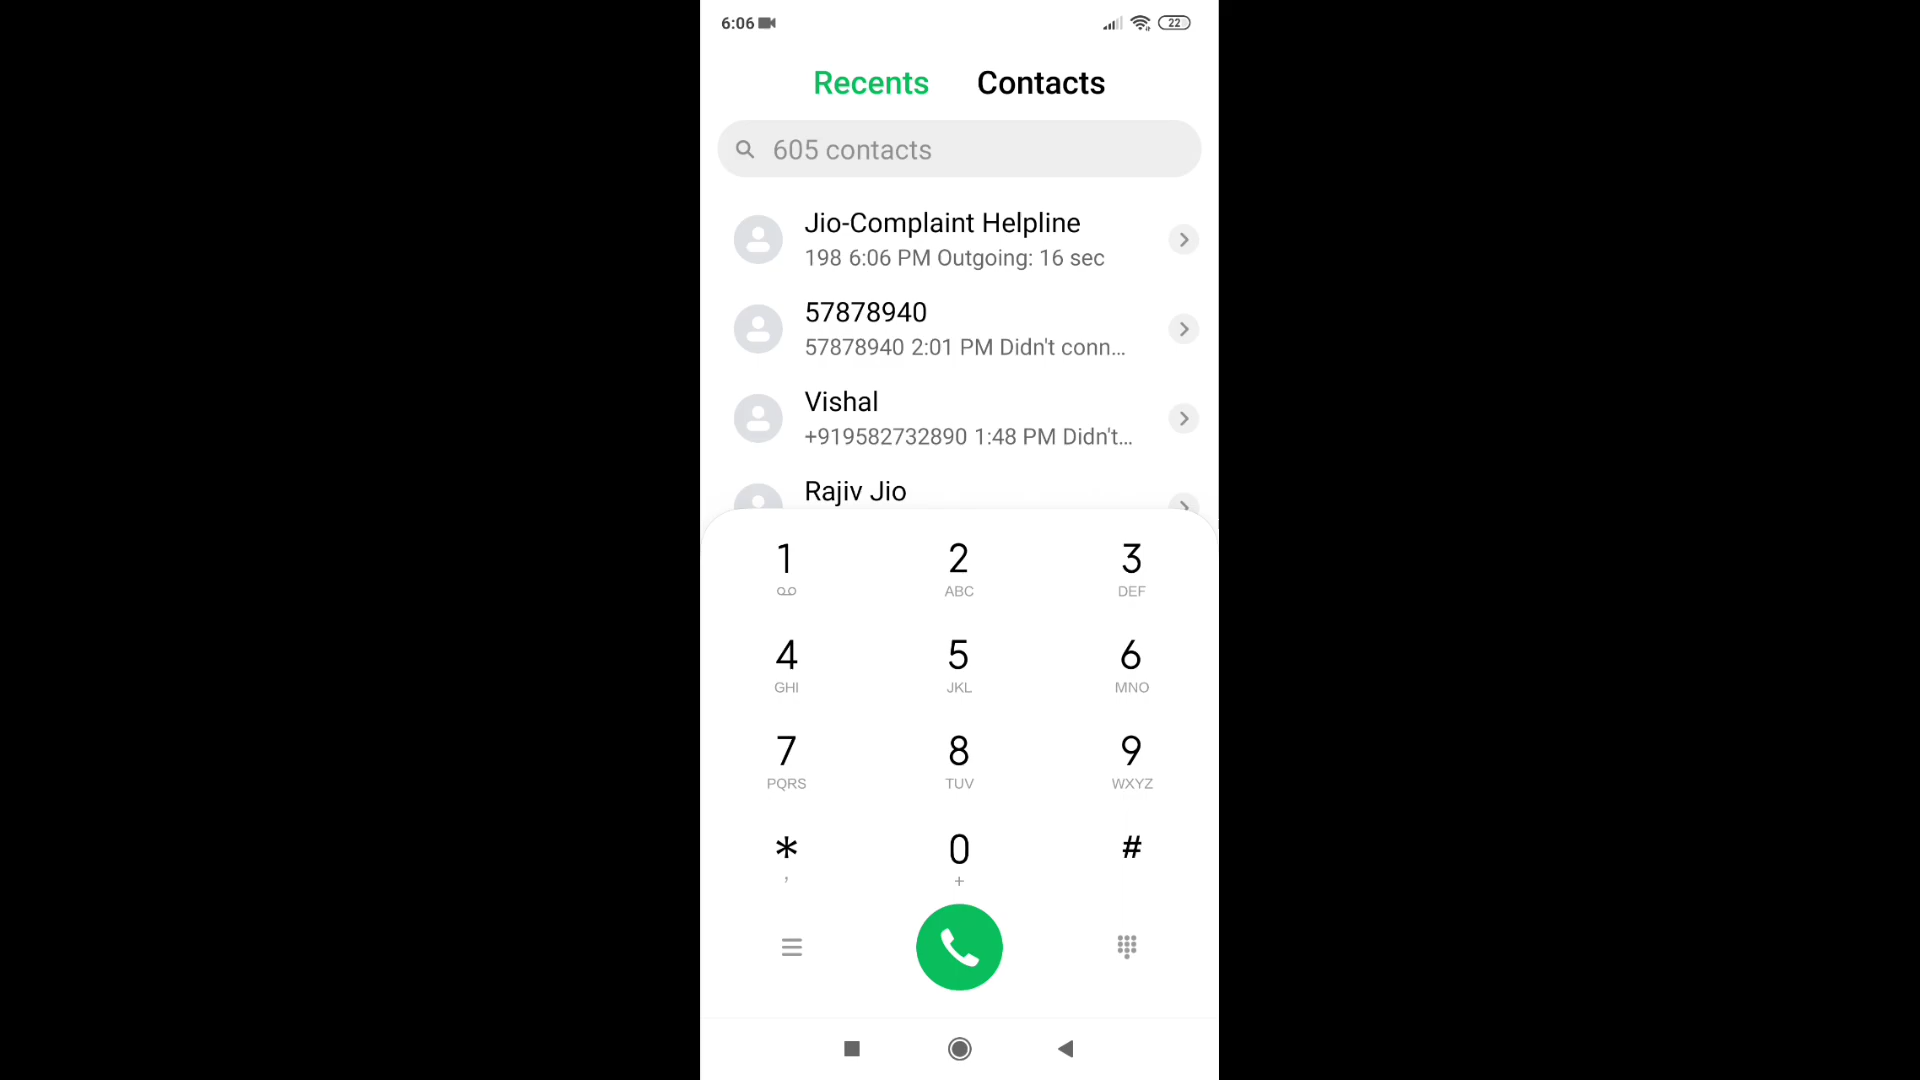 6:06
22
Recents Contacts
605 contacts
Jio-Complaint Helpline
198 6:06 PM Outgoing: 16 sec
57878940
57878940 2:01 PM Didn't conn...
Vishal
+919582732890 1:48 PM Didn't...
Rajiv Jio
1 2 3
ABC DEF
4 5 6
GHI JKL MNO
7 8 9
PQRS TUV WXYZ
* 0 #
, +